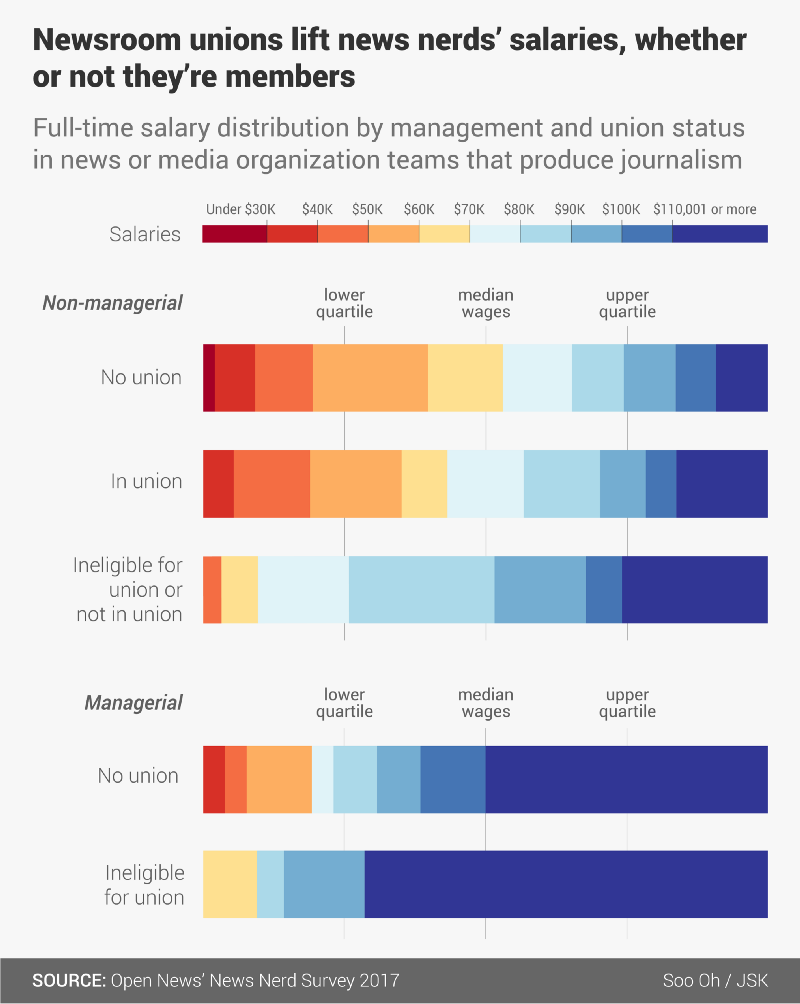 Newsroom unions lift news nerds’ salaries, whether
or not they’re members
Full-time salary distribution by management and union status
in news or media organization teams that produce journalism
Under $30K $40K $50K $60K $70K $80K $90K $100K $110,001 or more
Salaries
Non-managerial
lower
quartile
median
wages
upper
quartile
No union
In union
Ineligible for
union or
not in union
Managerial
lower
quartile
median
wages
upper
quartile
No union
Ineligible
for union
SOURCE: Open News’ News Nerd Survey 2017
Soo Oh / JSK